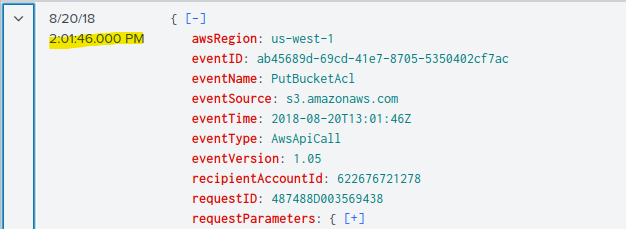 8/20/18 { [-]
2:01:46.000 PM awsRegion: us-west-1
eventID: ab45689d-69cd-41e7-8705-5350402cf7ac
eventName: PutBucketAcl
eventSource: s3.amazonaws.com
eventTime: 2018-08-20T13:01:46Z
eventType: AwsApiCall
eventVersion: 1.05
recipientAccountId: 622676721278
requestID: 487488D003569438
requestParameters: { [+]